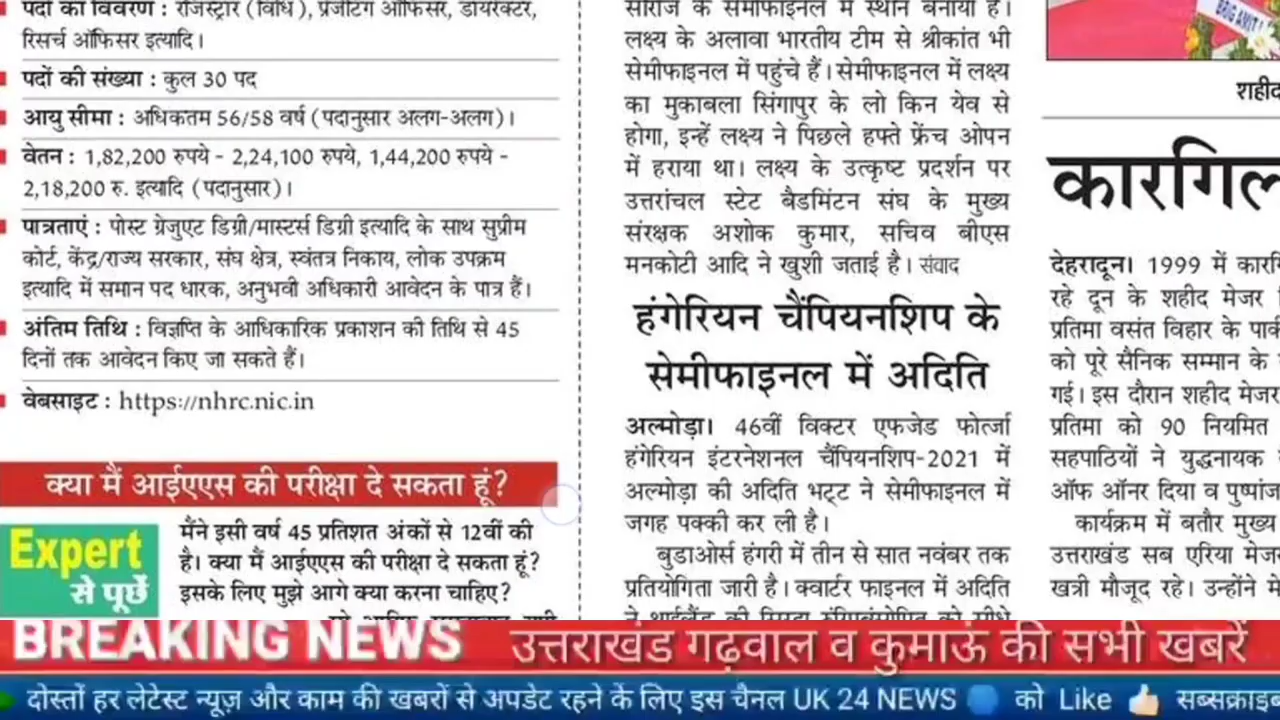 पदों का विवरण : रजिस्ट्रार (विधि), प्रेजेंटिंग ऑफिसर, डायरेक्टर,
रिसर्च ऑफिसर इत्यादि।
पदों की संख्या : कुल 30 पद
आयु सीमा : अधिकतम 56/58 वर्ष (पदानुसार अलग-अलग)।
वेतन : 1,82,200 रुपये - 2,24,100 रुपये, 1,44,200 रुपये -
2,18,200 रु. इत्यादि (पदानुसार)।
पात्रताएं : पोस्ट ग्रेजुएट डिग्री/मास्टर्स डिग्री इत्यादि के साथ सुप्रीम
कोर्ट, केंद्र/राज्य सरकार, संघ क्षेत्र, स्वंतत्र निकाय, लोक उपक्रम
इत्यादि में समान पद धारक, अनुभवी अधिकारी आवेदन के पात्र हैं।
अंतिम तिथि : विज्ञप्ति के आधिकारिक प्रकाशन की तिथि से 45
दिनों तक आवेदन किए जा सकते हैं।
वेबसाइट : https://nhrc.nic.in
क्या मैं आईएएस की परीक्षा दे सकता हूं?
Expert
से पूछें
मैंने इसी वर्ष 45 प्रतिशत अंकों से 12वीं की
है। क्या मैं आईएएस की परीक्षा दे सकता हूं?
इसके लिए मुझे आगे क्या करना चाहिए?
सीरीज के सेमीफाइनल में स्थान बनाया है।
लक्ष्य के अलावा भारतीय टीम से श्रीकांत भी
सेमीफाइनल में पहुंचे हैं। सेमीफाइनल में लक्ष्य
का मुकाबला सिंगापुर के लो किन येव से
होगा, इन्हें लक्ष्य ने पिछले हफ्ते फ्रेंच ओपन
में हराया था। लक्ष्य के उत्कृष्ट प्रदर्शन पर
उत्तरांचल स्टेट बैडमिंटन संघ के मुख्य
संरक्षक अशोक कुमार, सचिव बीएस
मनकोटी आदि ने खुशी जताई है। संवाद
हंगेरियन चैंपियनशिप के
सेमीफाइनल में अदिति
अल्मोड़ा। 46वीं विक्टर एफजेड फोर्त्जा
हंगेरियन इंटरनेशनल चैंपियनशिप-2021 में
अल्मोड़ा की अदिति भट्ट ने सेमीफाइनल में
जगह पक्की कर ली है।
बुडाओर्स हंगरी में तीन से सात नवंबर तक
प्रतियोगिता जारी है। क्वार्टर फाइनल में अदिति
BRIG AMIT
शहीद
कारगिल
देहरादून। 1999 में कारगि
रहे दून के शहीद मेजर
प्रतिमा वसंत विहार के पार्क
को पूरे सैनिक सम्मान के
गई। इस दौरान शहीद मेजर
प्रतिमा को 90 नियमित
सहपाठियों ने युद्धनायक
ऑफ ऑनर दिया व पुष्पांज
कार्यक्रम में बतौर मुख्य
उत्तराखंड सब एरिया मेज
खत्री मौजूद रहे। उन्होंने मे
BREAKING NEWS उत्तराखंड गढ़वाल व कुमाऊं की सभी खबरें
दोस्तों हर लेटेस्ट न्यूज़ और काम की खबरों से अपडेट रहने के लिए इस चैनल UK 24 NEWS 🔵 को Like 👍 सब्सक्राइब